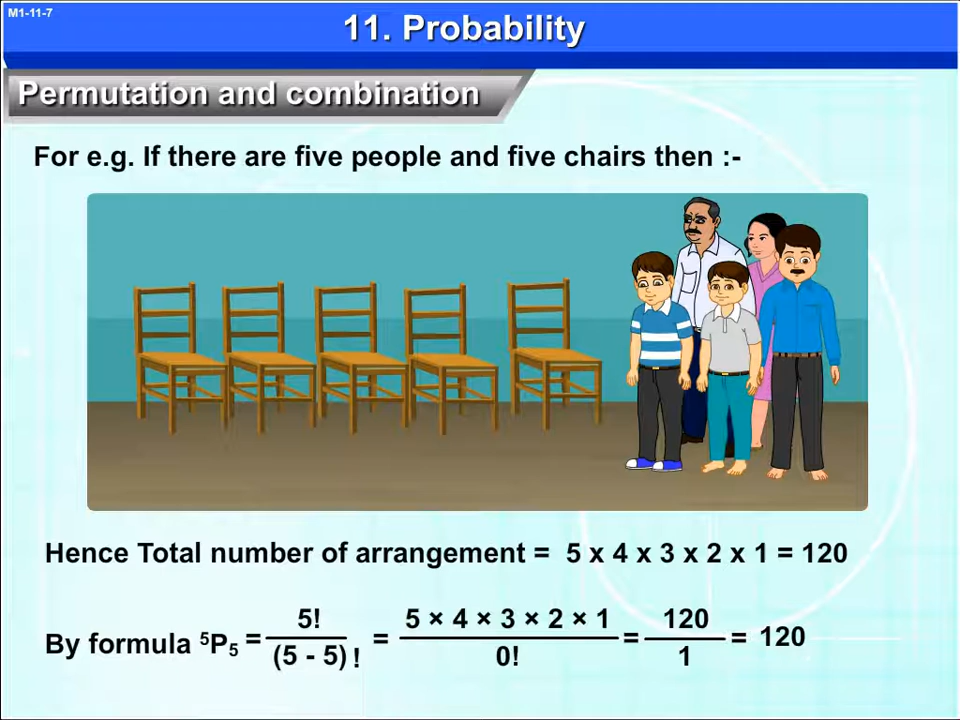 M1-11-7
11. Probability
Permutation and combination
For e.g. If there are five people and five chairs then :-
Hence Total number of arrangement = 5 x 4 x 3 x 2 x 1 = 120
By formula ⁵P₅ = 5! / (5 - 5) ! = 5 × 4 × 3 × 2 × 1 / 0! = 120 / 1 = 120